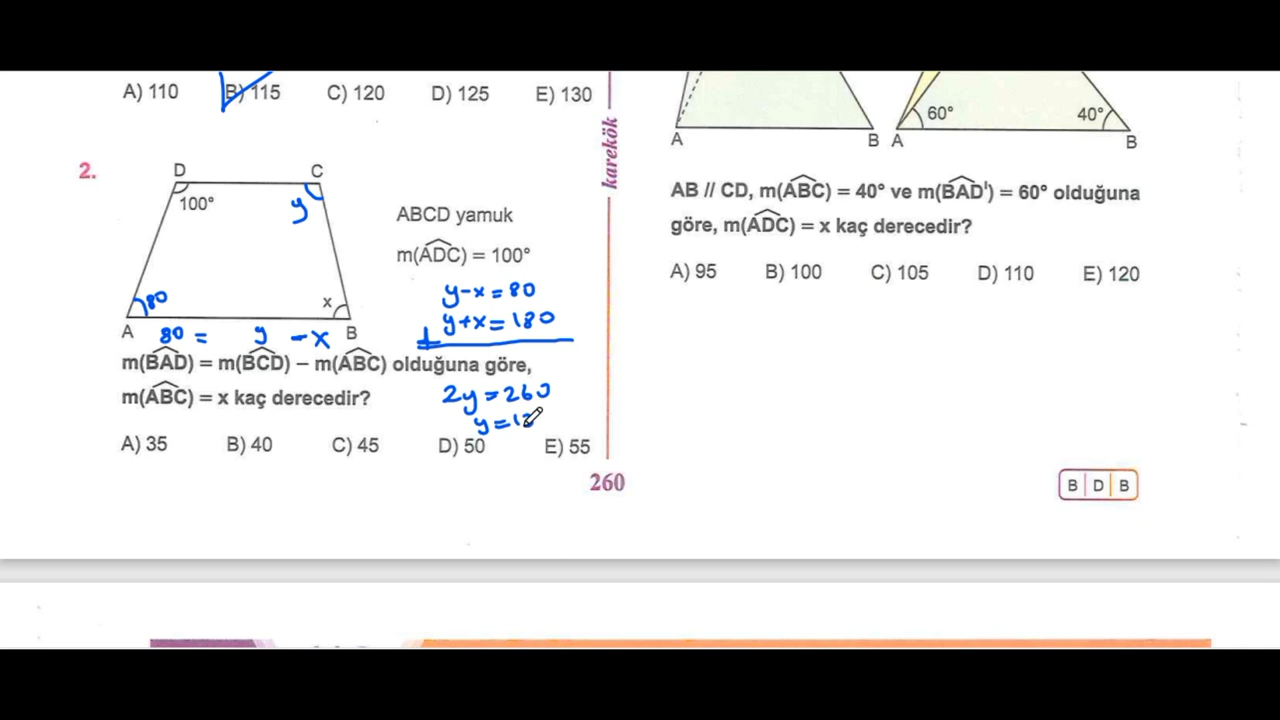 A) 110 B) 115 C) 120 D) 125 E) 130
2.
D C
100° y
ABCD yamuk
m(ADC) = 100°
80 x
A B
80 = y - x
y - x = 80
y + x = 180
+
m(BAD) = m(BCD) – m(ABC) olduğuna göre,
m(ABC) = x kaç derecedir?
2y = 260
A) 35 B) 40 C) 45 D) 50 E) 55
260
karekök
60° 40°
A B A B
AB // CD, m(ABC) = 40° ve m(BAD') = 60° olduğuna
göre, m(ADC) = x kaç derecedir?
A) 95 B) 100 C) 105 D) 110 E) 120
B D B